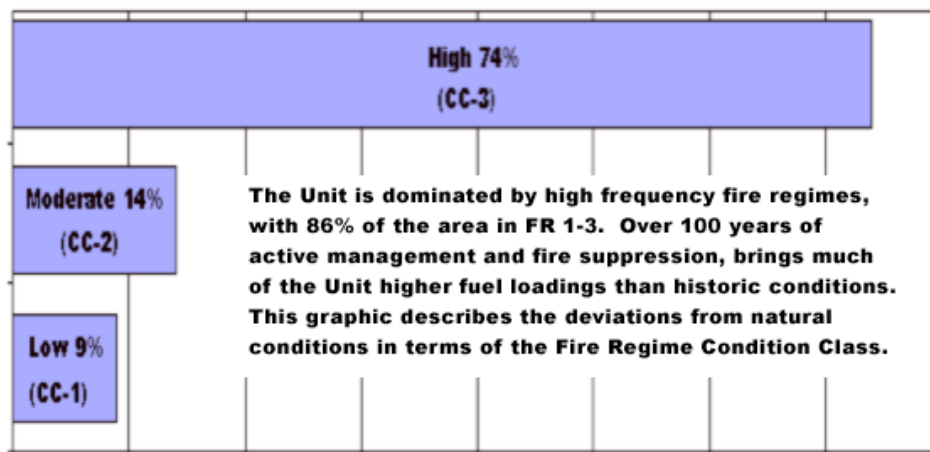 High 74%
(CC-3)
Moderate 14%
(CC-2)
The Unit is dominated by high frequency fire regimes,
with 86% of the area in FR 1-3. Over 100 years of
active management and fire suppression, brings much
of the Unit higher fuel loadings than historic conditions.
This graphic describes the deviations from natural
conditions in terms of the Fire Regime Condition Class.
Low 9%
(CC-1)